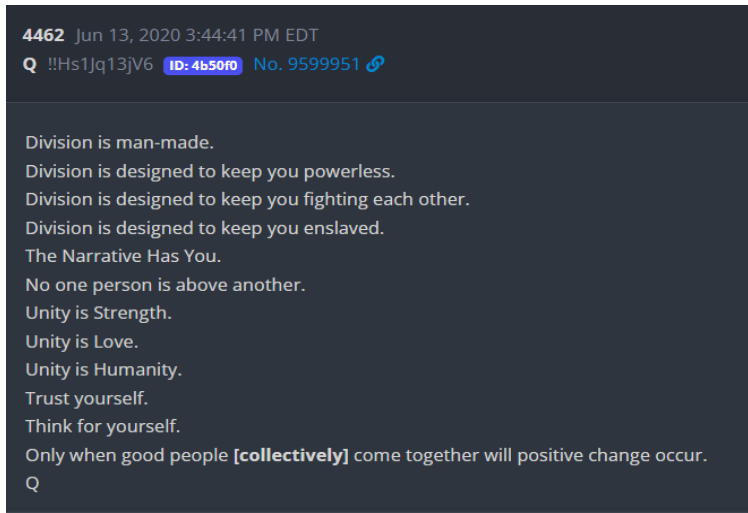 4462 Jun 13, 2020 3:44:41 PM EDT
Q !!Hs1Jq13jV6 ID: 4b50f0 No. 9599951
Division is man-made.
Division is designed to keep you powerless.
Division is designed to keep you fighting each other.
Division is designed to keep you enslaved.
The Narrative Has You.
No one person is above another.
Unity is Strength.
Unity is Love.
Unity is Humanity.
Trust yourself.
Think for yourself.
Only when good people [collectively] come together will positive change occur.
Q